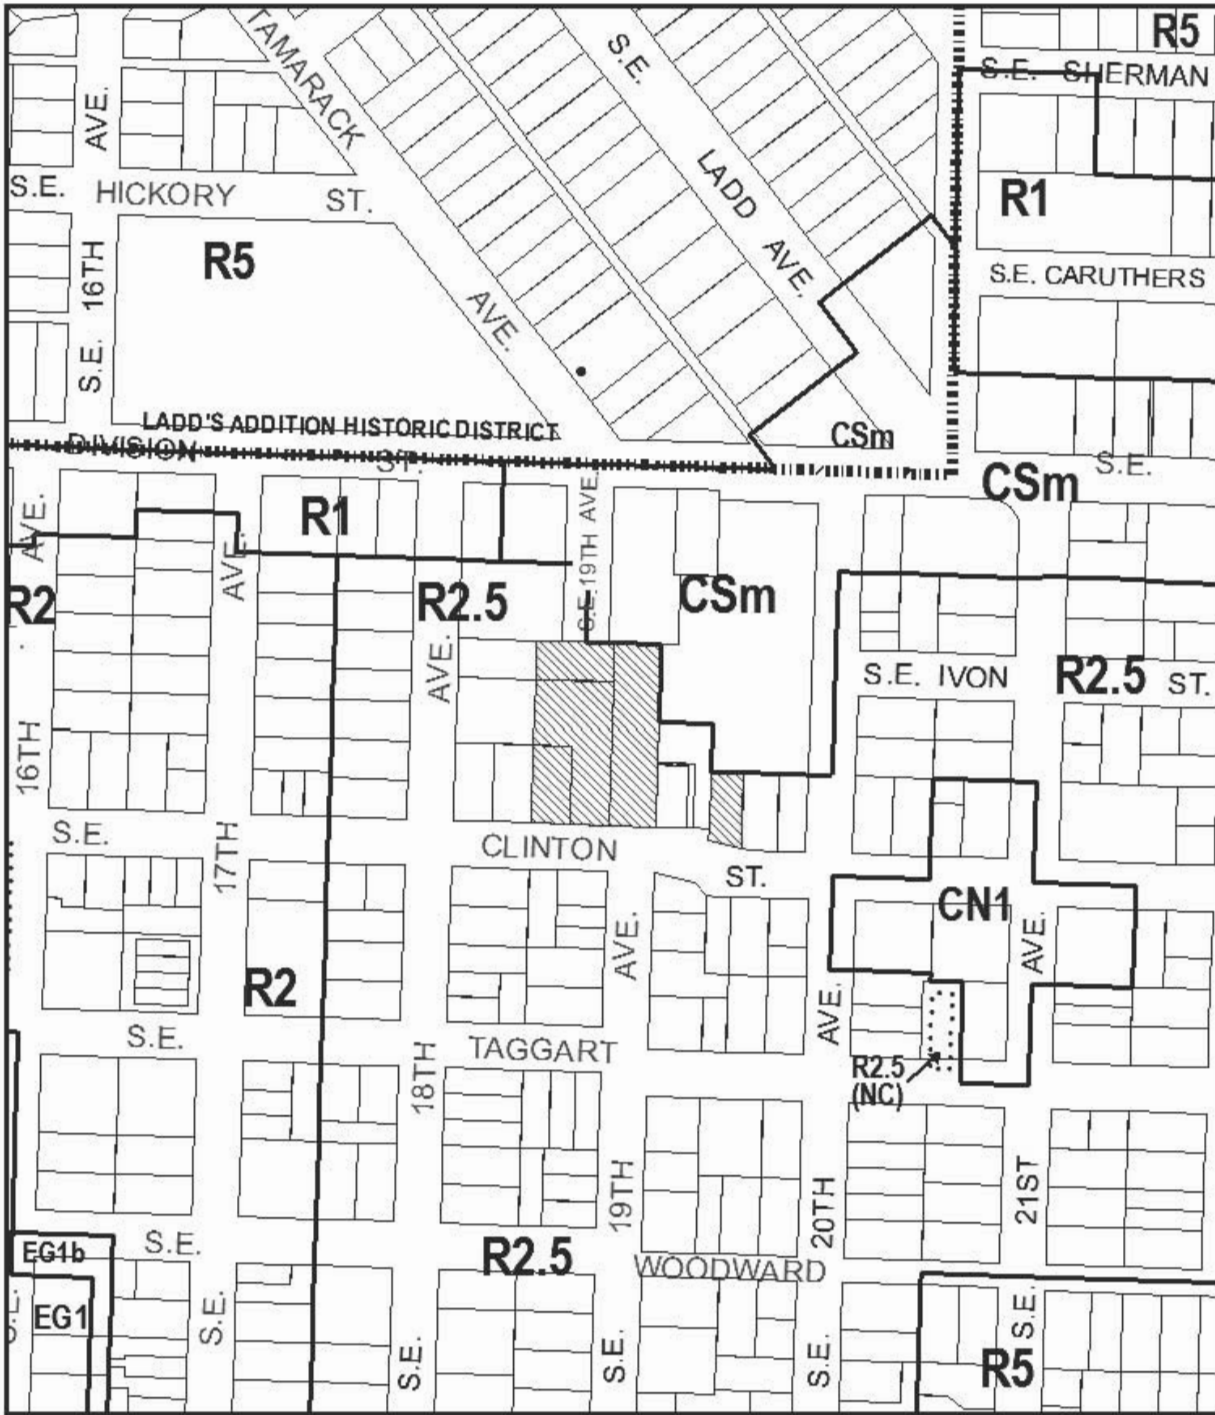 R5
S.E. SHERMAN
TAMARACK
S.E.
AVE.
LADD AVE.
S.E. HICKORY ST.
R1
R5
16TH
S.E. CARUTHERS
AVE.
S.E.
LADD'S ADDITION HISTORIC DISTRICT
DIVISION ST.
CSm
S.E.
CSm
AVE.
R1
S.E. 19TH AVE.
AVE.
R2
R2.5
CSm
AVE.
S.E. IVON ST.
R2.5
16TH
S.E. CLINTON ST.
17TH
CN1
AVE.
AVE.
R2
AVE.
S.E. TAGGART
18TH
R2.5
(NC)
19TH
20TH
21ST
S.E. WOODWARD
EG1b
R2.5
EG1
S.E.
S.E.
S.E.
S.E.
S.E.
R5